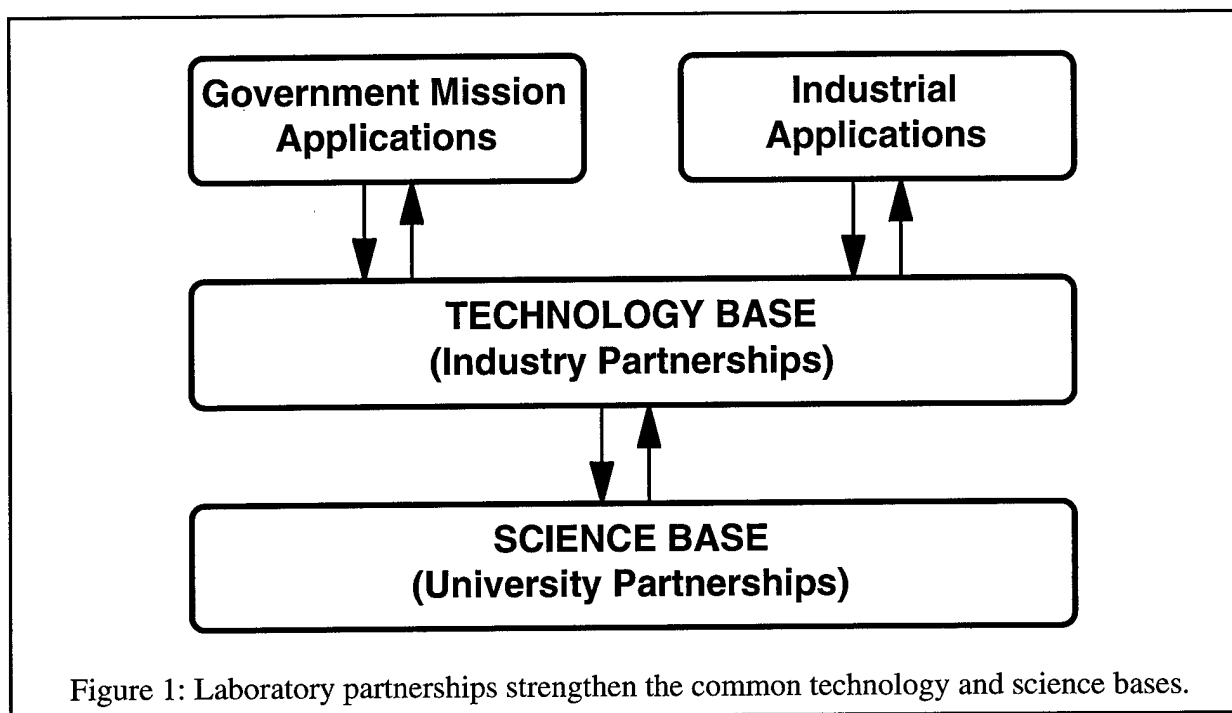 Government Mission
Applications
Industrial
Applications
TECHNOLOGY BASE
(Industry Partnerships)
SCIENCE BASE
(University Partnerships)
Figure 1: Laboratory partnerships strengthen the common technology and science bases.